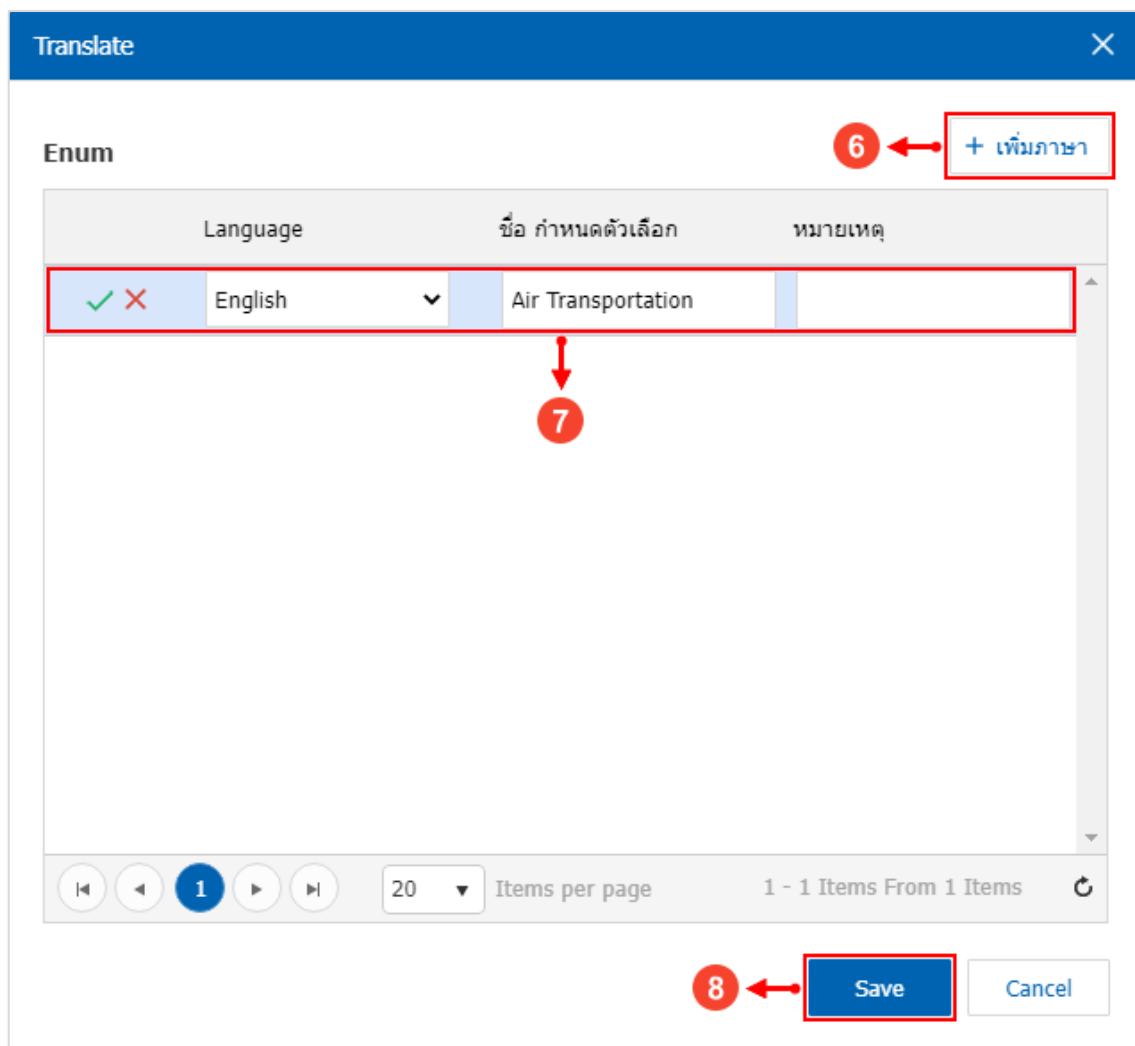 Translate
Enum
6
+ เพิ่มภาษา
Language ชื่อ กำหนดตัวเลือก หมายเหตุ
English Air Transportation
7
1 20 Items per page 1 - 1 Items From 1 Items
8 Save Cancel